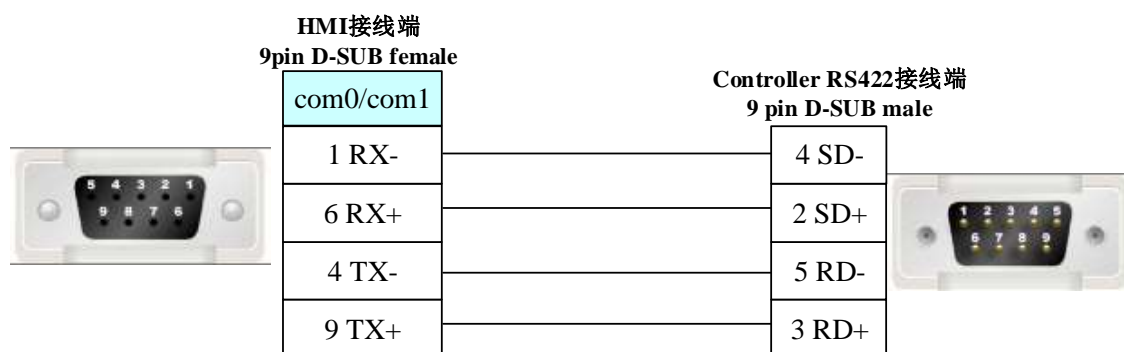 HMI接线端
9pin D-SUB female
Controller RS422接线端
9 pin D-SUB male
com0/com1
1 RX-
4 SD-
6 RX+
2 SD+
4 TX-
5 RD-
9 TX+
3 RD+
5 4 3 2 1
9 8 7 6
1 2 3 4 5
6 7 8 9